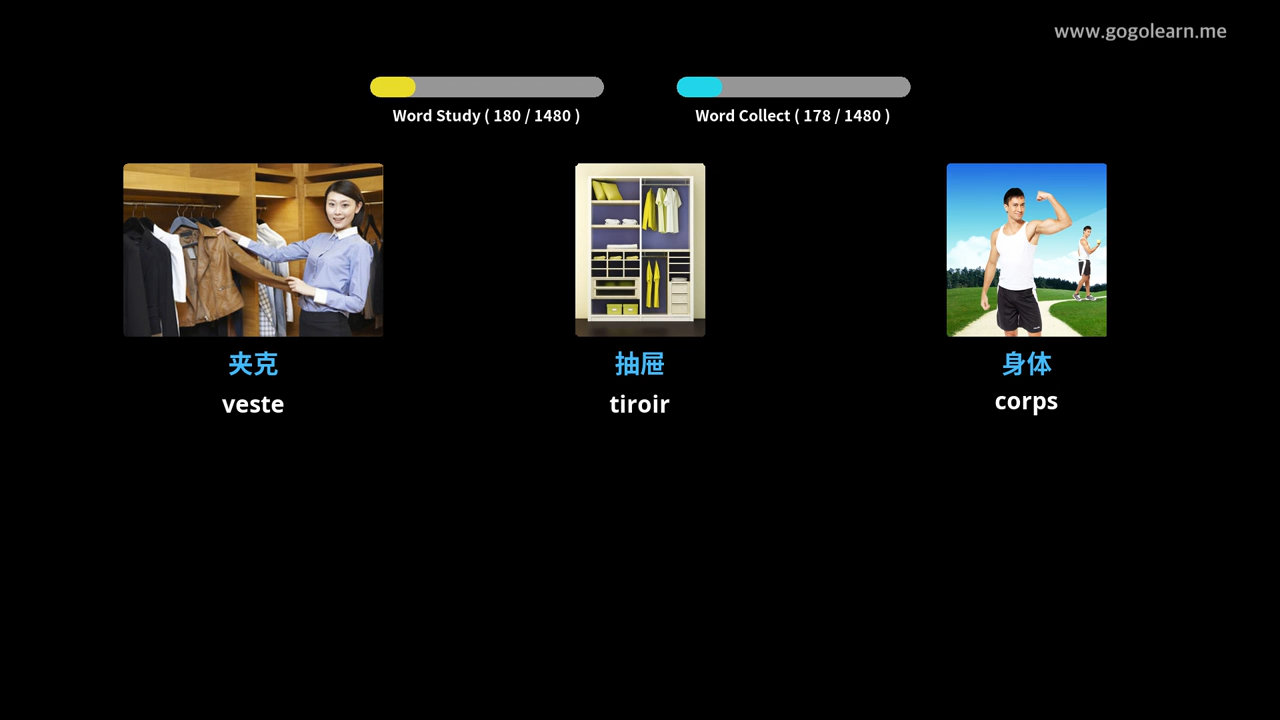 www.gogolearn.me
Word Study ( 180 / 1480 )
Word Collect ( 178 / 1480 )
夹克
veste
抽屉
tiroir
身体
corps